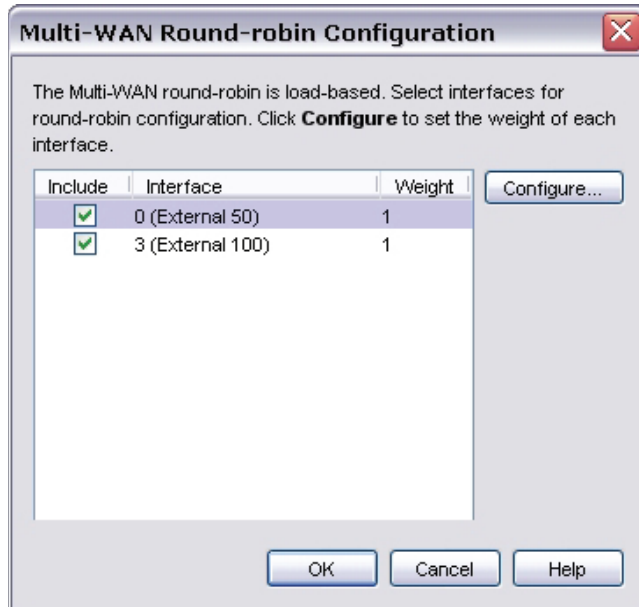 Multi-WAN Round-robin Configuration
The Multi-WAN round-robin is load-based. Select interfaces for
round-robin configuration. Click Configure to set the weight of each
interface.
Include Interface Weight
0 (External 50) 1
3 (External 100) 1
Configure...
OK Cancel Help